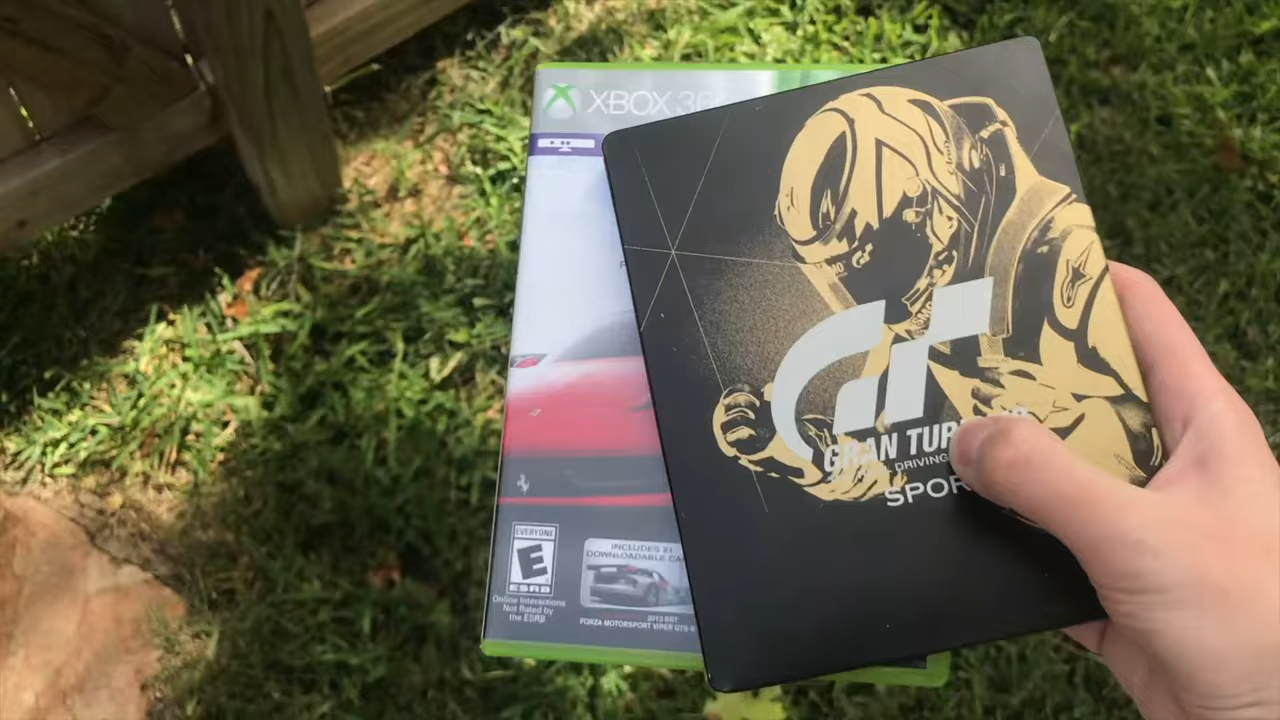 XBOX 36
GRAN TUR
DRIVING
SPOR
EVERYONE
E
ESRB
Online Interactions
Not Rated by
the ESRB
INCLUDES 21
DOWNLOADABLE CA
2013 SRT
FORZA MOTORSPORT VIPER GTS-R